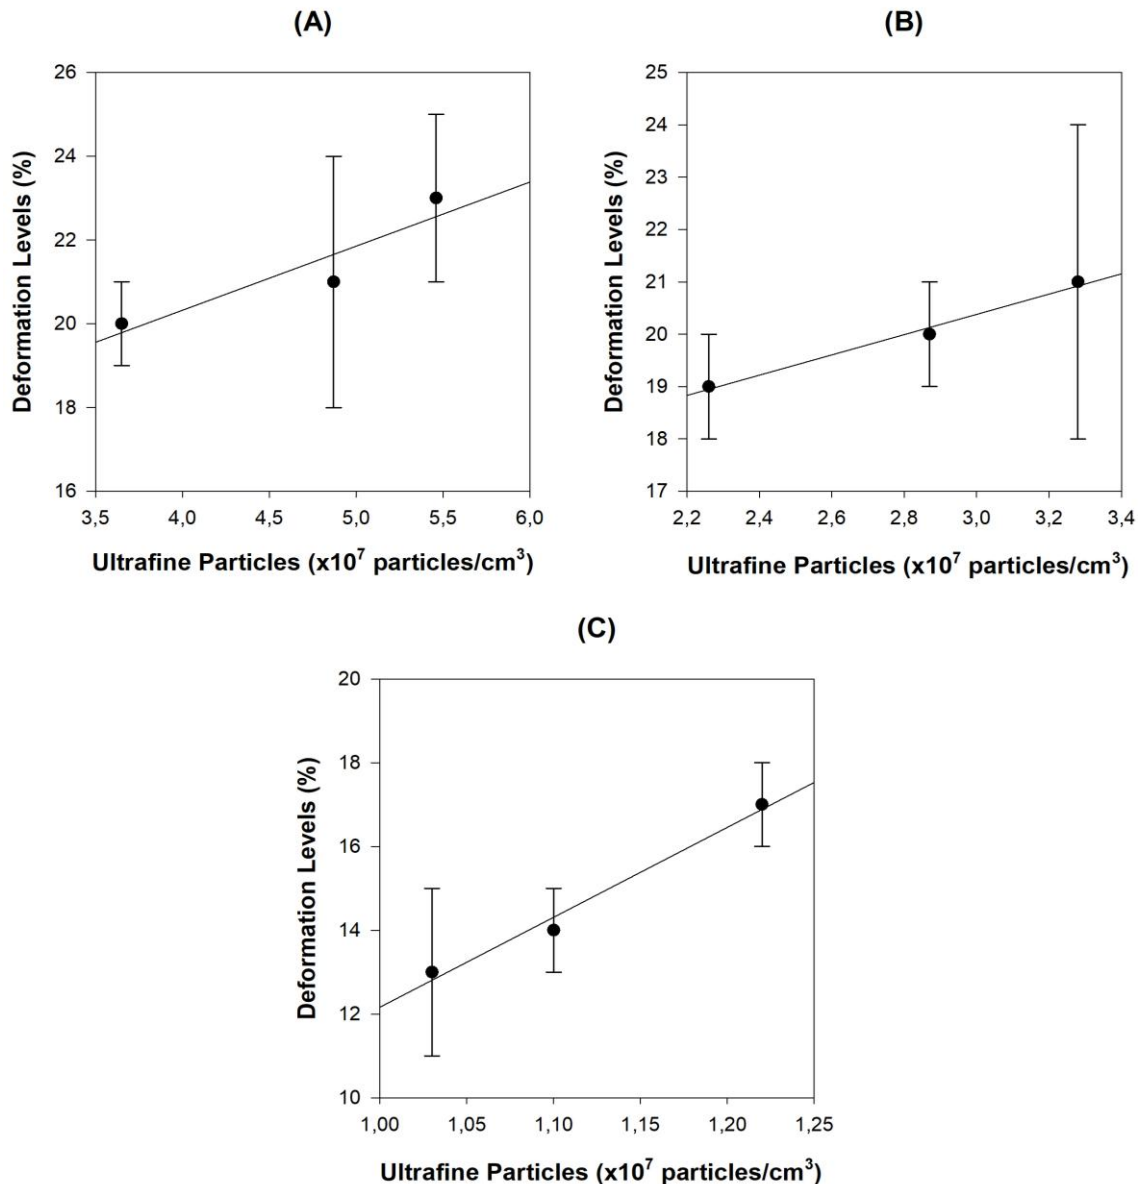 (A)
26
24
22
20
18
16
Deformation Levels (%)
3,5 4,0 4,5 5,0 5,5 6,0
Ultrafine Particles (x10⁷ particles/cm³)
(B)
25
24
23
22
21
20
19
18
17
Deformation Levels (%)
2,2 2,4 2,6 2,8 3,0 3,2 3,4
Ultrafine Particles (x10⁷ particles/cm³)
(C)
20
18
16
14
12
10
Deformation Levels (%)
1,00 1,05 1,10 1,15 1,20 1,25
Ultrafine Particles (x10⁷ particles/cm³)